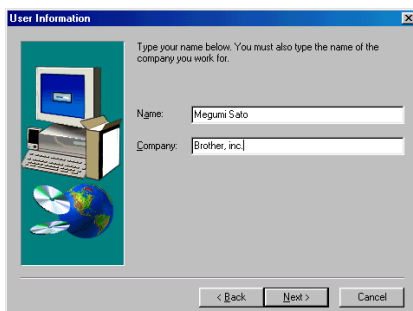 User Information
Type your name below. You must also type the name of the
company you work for.
Name: Megumi Sato
Company: Brother, inc.
< Back Next > Cancel